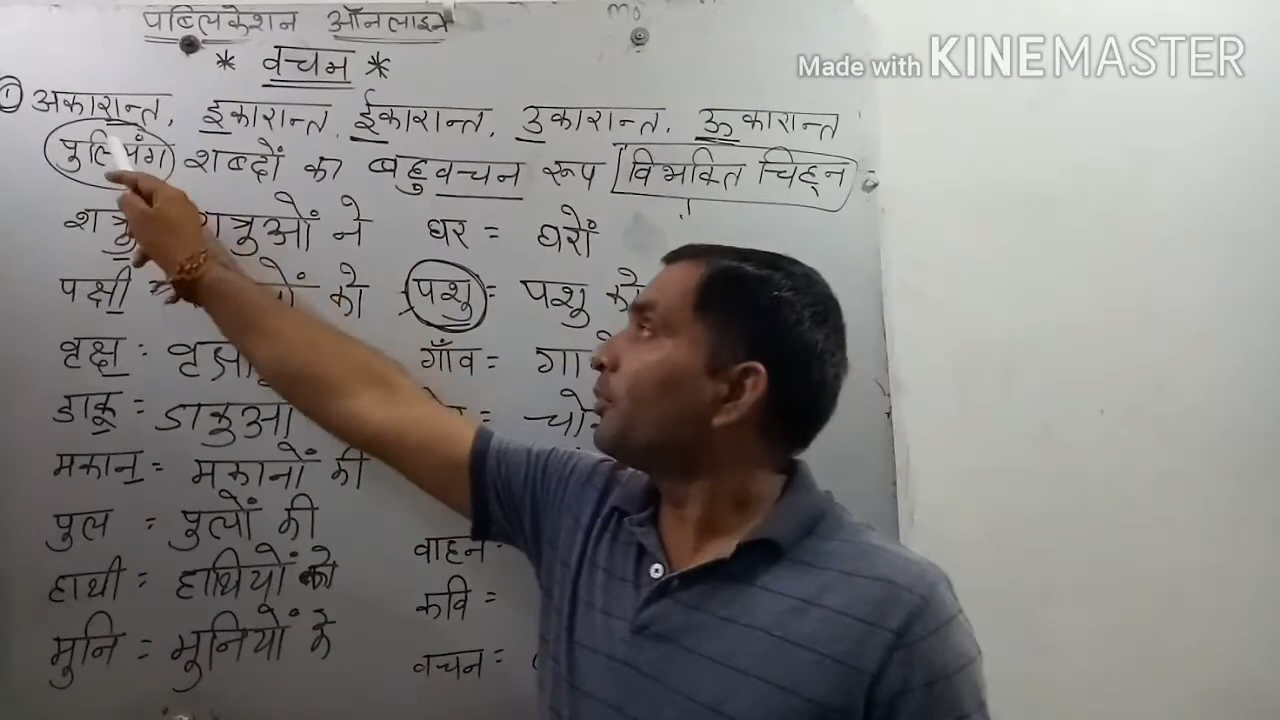 पब्लिकेशन ऑनलाइन
Made with KINEMASTER
* वचन *
① अकारान्त, इकारान्त, ईकारान्त, उकारान्त, ऊकारान्त
पुल्लिंग शब्दों का बहुवचन रूप [विभक्ति चिह्न
शत्रु शत्रुओं ने घर = घरों
पक्षी को पशु = पशु को
वृक्ष : गाँव =
डाकू =
मकान = मकानों की
पुल = पुलों की
वाहन
हाथी = हाथियों को
कवि =
मुनि = मुनियों के
वचन =